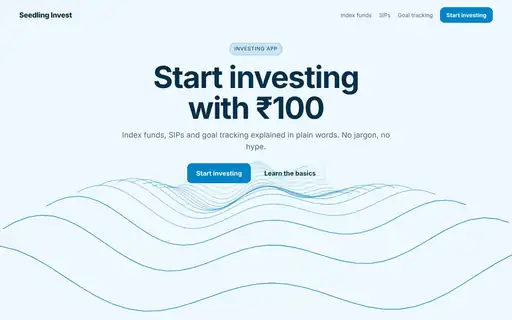 Seedling Invest
Index funds SIPs Goal tracking Start investing
INVESTING APP
Start investing
with ₹100
Index funds, SIPs and goal tracking explained in plain words. No jargon, no
hype.
Start investing Learn the basics